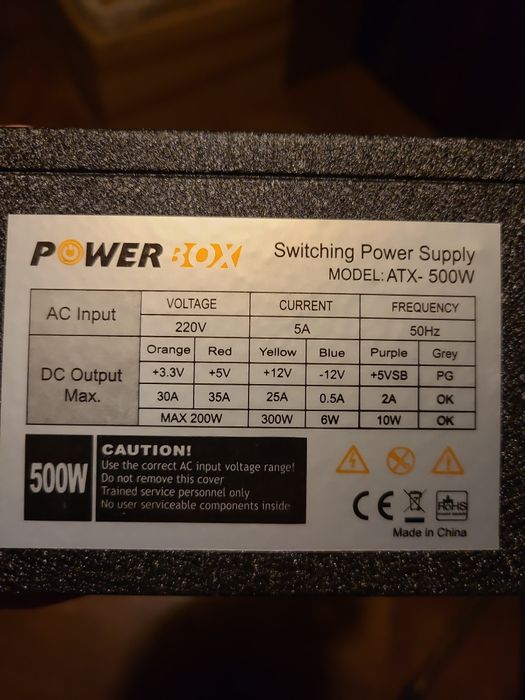 POWER BOX
Switching Power Supply
MODEL: ATX- 500W
AC Input VOLTAGE CURRENT FREQUENCY
220V 5A 50Hz
DC Output Max. Orange Red Yellow Blue Purple Grey
+3.3V +5V +12V -12V +5VSB PG
30A 35A 25A 0.5A 2A OK
MAX 200W 300W 6W 10W OK
500W
CAUTION!
Use the correct AC input voltage range!
Do not remove this cover
Trained service personnel only
No user serviceable components inside
CE
RoHS
Made in China